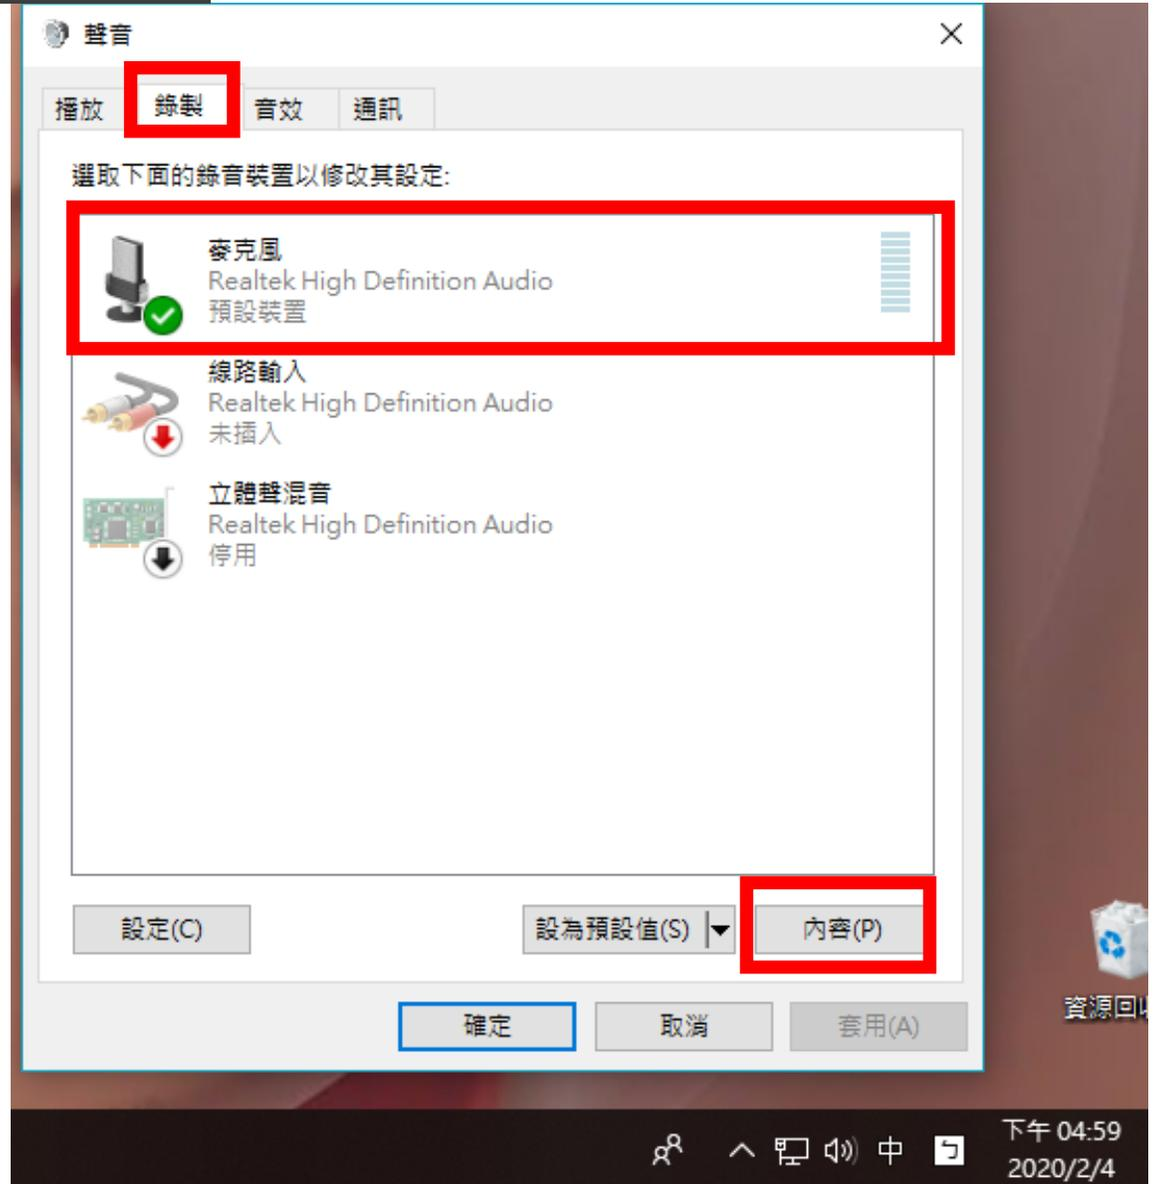 聲音
播放 錄製 音效 通訊
選取下面的錄音裝置以修改其設定:
麥克風
Realtek High Definition Audio
預設裝置
線路輸入
Realtek High Definition Audio
未插入
立體聲混音
Realtek High Definition Audio
停用
設定(C) 設為預設值(S) 內容(P)
確定 取消 套用(A)
資源回
中 ㄅ
下午 04:59
2020/2/4